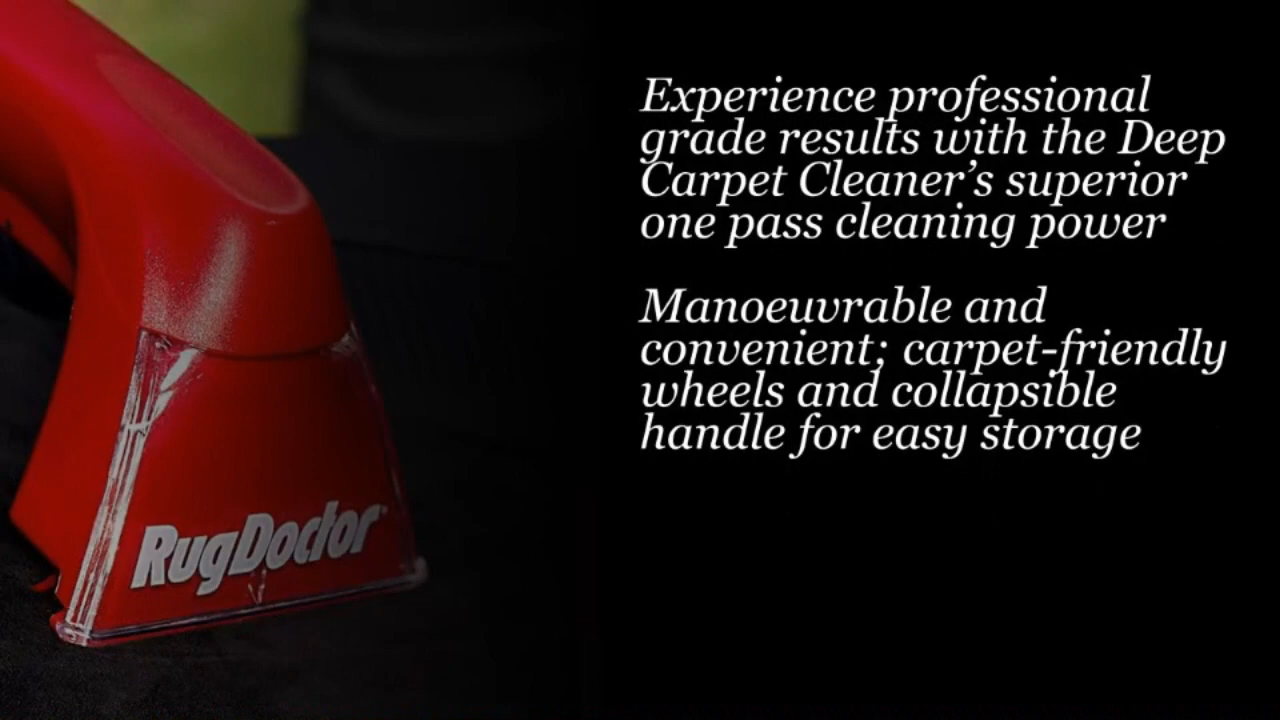 Experience professional
grade results with the Deep
Carpet Cleaner’s superior
one pass cleaning power
Manoeuvrable and
convenient; carpet-friendly
wheels and collapsible
handle for easy storage
RugDoctor